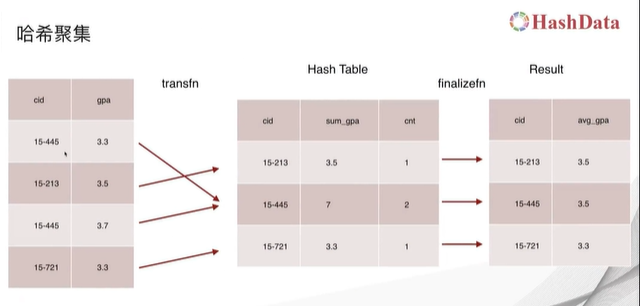 哈希聚集
HashData
transfn
Hash Table
finalizefn
Result
cid gpa
15-445 3.3
15-213 3.5
15-445 3.7
15-721 3.3
cid sum_gpa cnt
15-213 3.5 1
15-445 7 2
15-721 3.3 1
cid avg_gpa
15-213 3.5
15-445 3.5
15-721 3.3